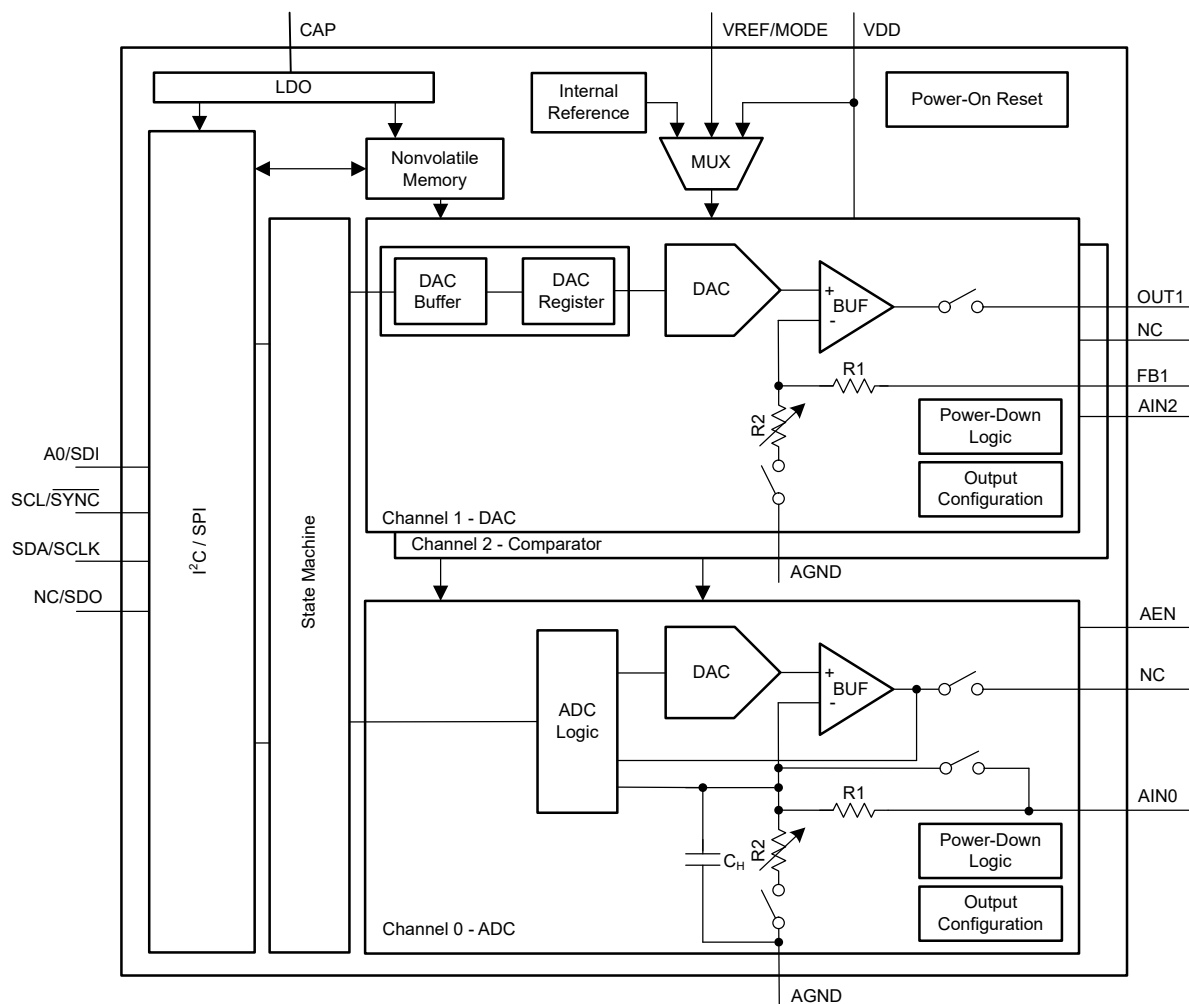 CAP
VREF/MODE
VDD
LDO
Internal
Reference
Power-On Reset
MUX
Nonvolatile
Memory
DAC
Buffer
DAC
Register
DAC
+
BUF
-
OUT1
NC
R1
FB1
AIN2
R2
Power-Down
Logic
Output
Configuration
Channel 1 - DAC
Channel 2 - Comparator
AGND
A0/SDI
SCL/SYNC
SDA/SCLK
NC/SDO
I²C / SPI
State Machine
AEN
ADC
Logic
DAC
+
BUF
-
NC
R1
AIN0
R2
CH
Power-Down
Logic
Output
Configuration
Channel 0 - ADC
AGND